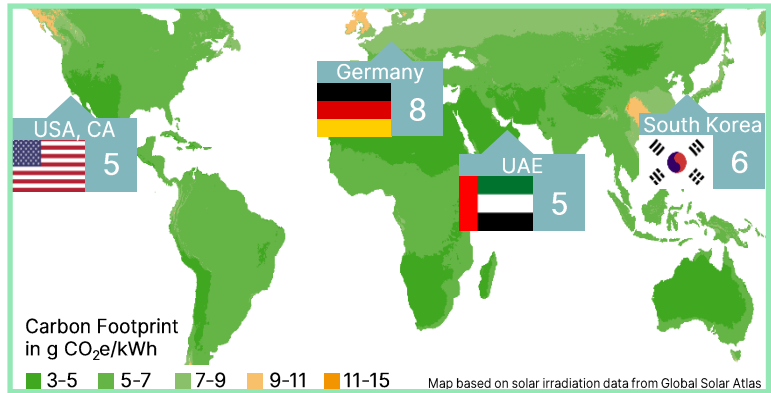 Germany
8
USA, CA
5
South Korea
6
UAE
5
Carbon Footprint
in g CO₂e/kWh
3-5 5-7 7-9 9-11 11-15
Map based on solar irradiation data from Global Solar Atlas